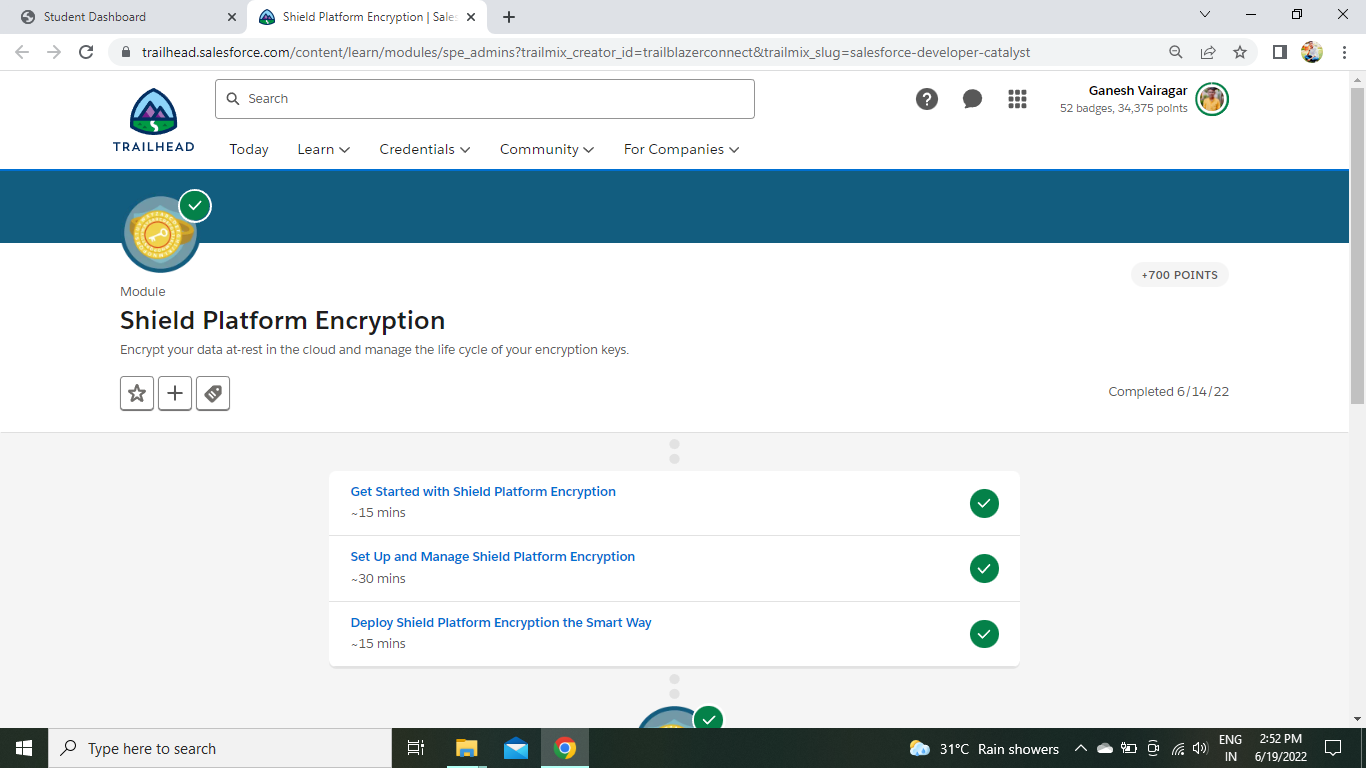 Student Dashboard
Shield Platform Encryption | Sale
trailhead.salesforce.com/content/learn/modules/spe_admins?trailmix_creator_id=trailblazerconnect&trailmix_slug=salesforce-developer-catalyst
TRAILHEAD
Search
Ganesh Vairagar
52 badges, 34,375 points
Today
Learn
Credentials
Community
For Companies
+700 POINTS
Module
Shield Platform Encryption
Encrypt your data at-rest in the cloud and manage the life cycle of your encryption keys.
Completed 6/14/22
Get Started with Shield Platform Encryption
~15 mins
Set Up and Manage Shield Platform Encryption
~30 mins
Deploy Shield Platform Encryption the Smart Way
~15 mins
Type here to search
31°C Rain showers
ENG
IN
2:52 PM
6/19/2022